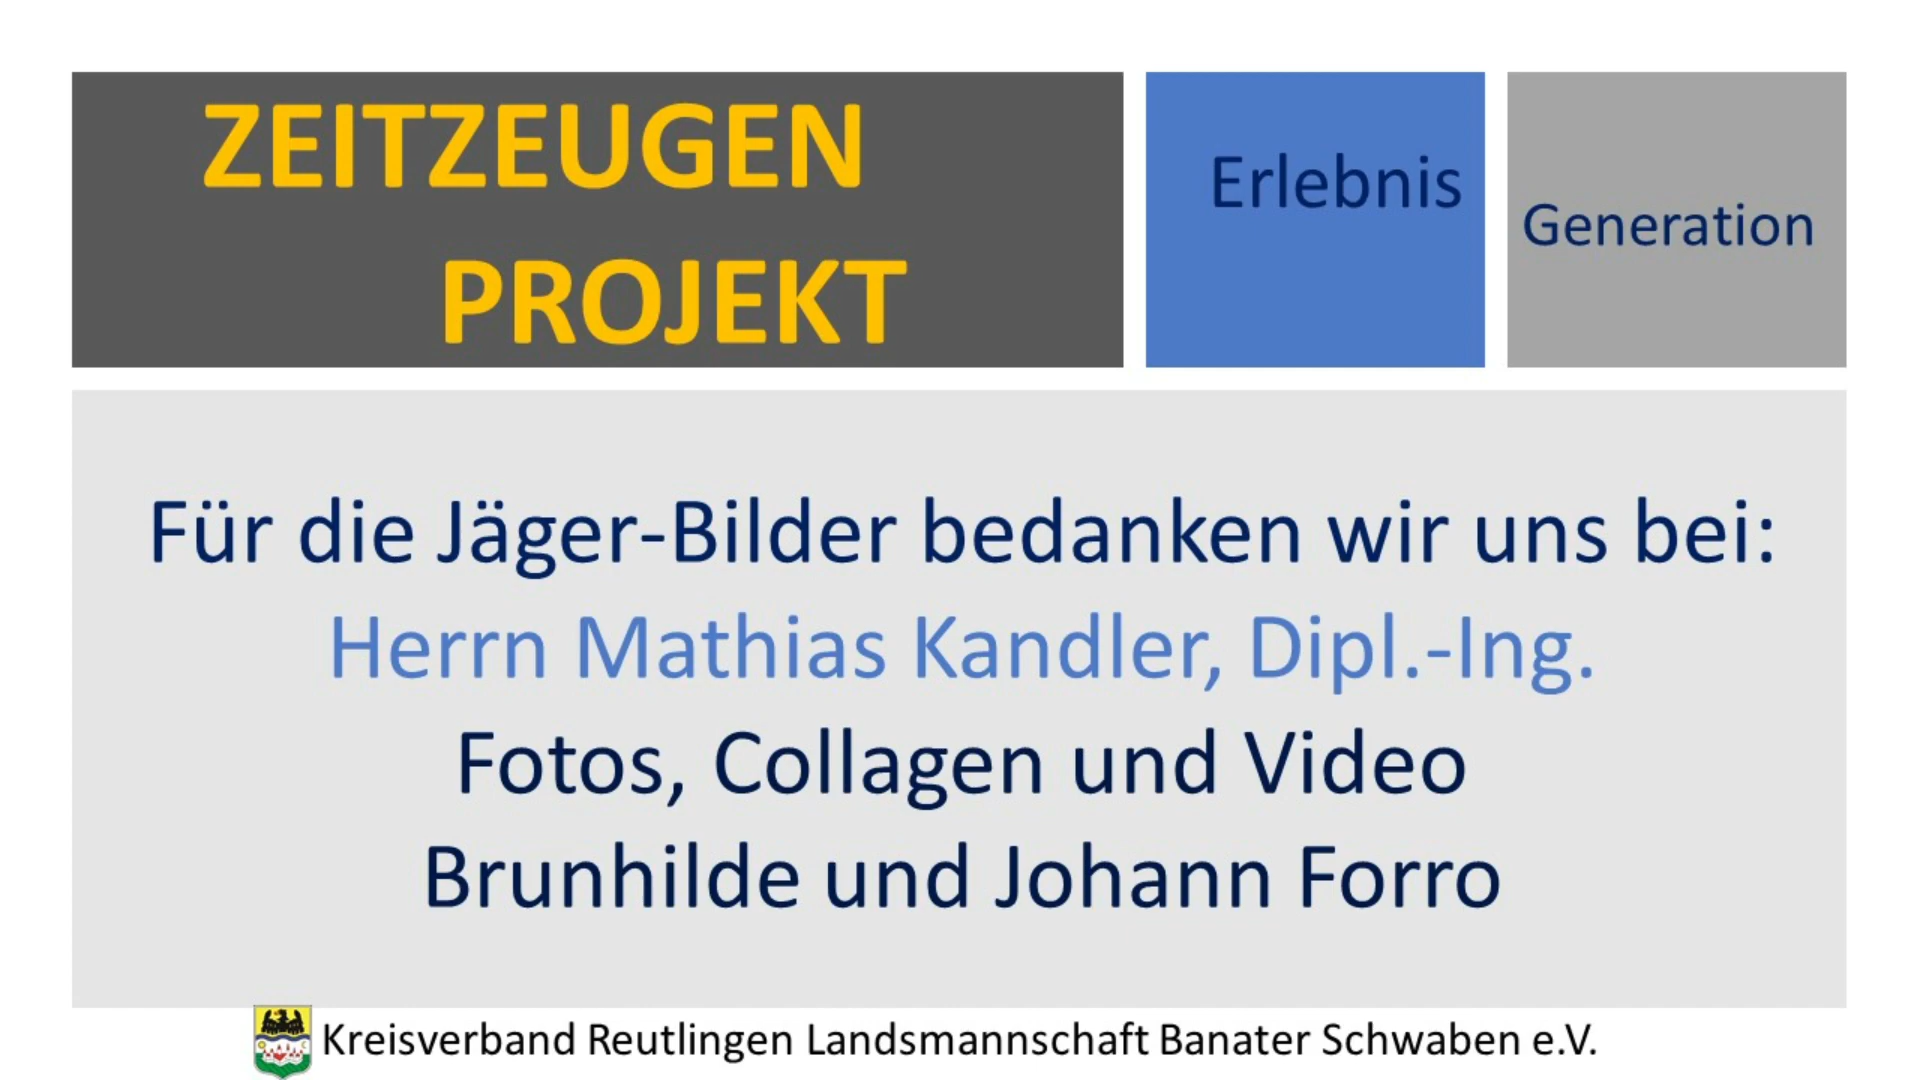 ZEITZEUGEN
PROJEKT
Erlebnis
Generation
Für die Jäger-Bilder bedanken wir uns bei:
Herrn Mathias Kandler, Dipl.-Ing.
Fotos, Collagen und Video
Brunhilde und Johann Forro
Kreisverband Reutlingen Landsmannschaft Banater Schwaben e.V.